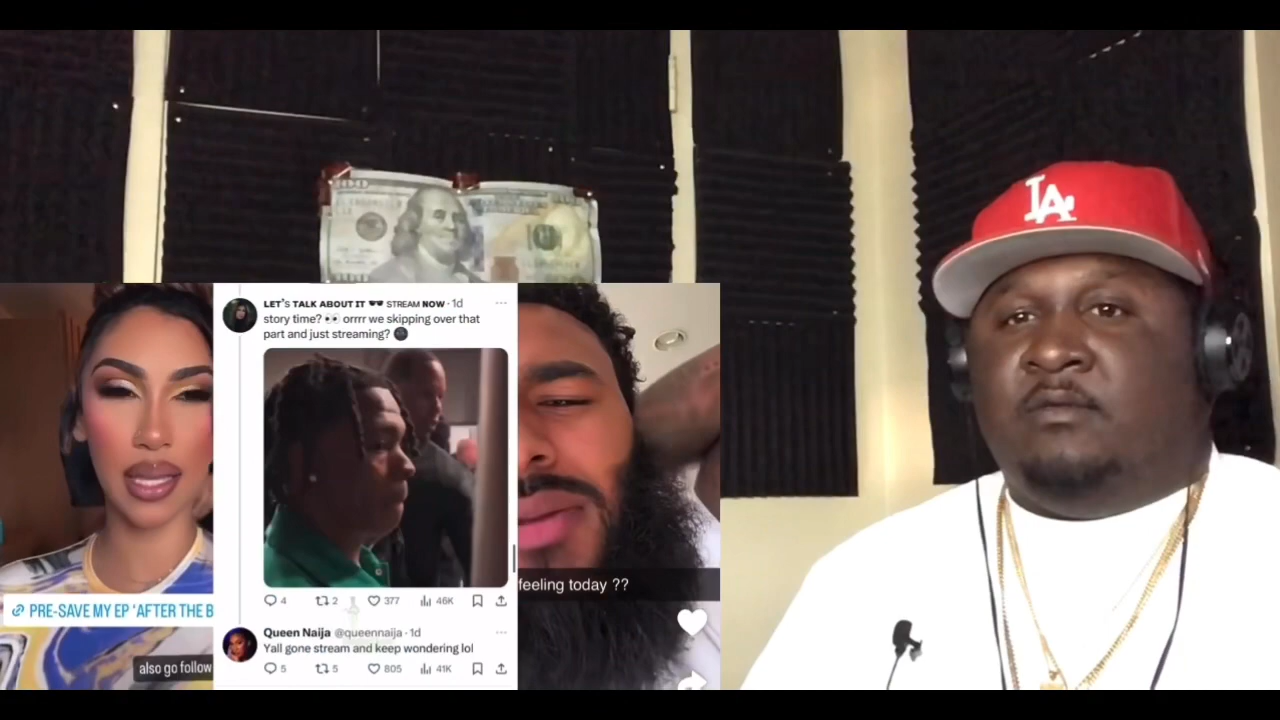 LA
LET'S TALK ABOUT IT 🕶️ STREAM NOW · 1d
story time? 👀 orrrr we skipping over that
part and just streaming? 🌚
4 2 377 46K
Queen Naija @queennaija · 1d
Yall gone stream and keep wondering lol
5 5 805 41K
PRE-SAVE MY EP 'AFTER THE B
also go follow
feeling today ??